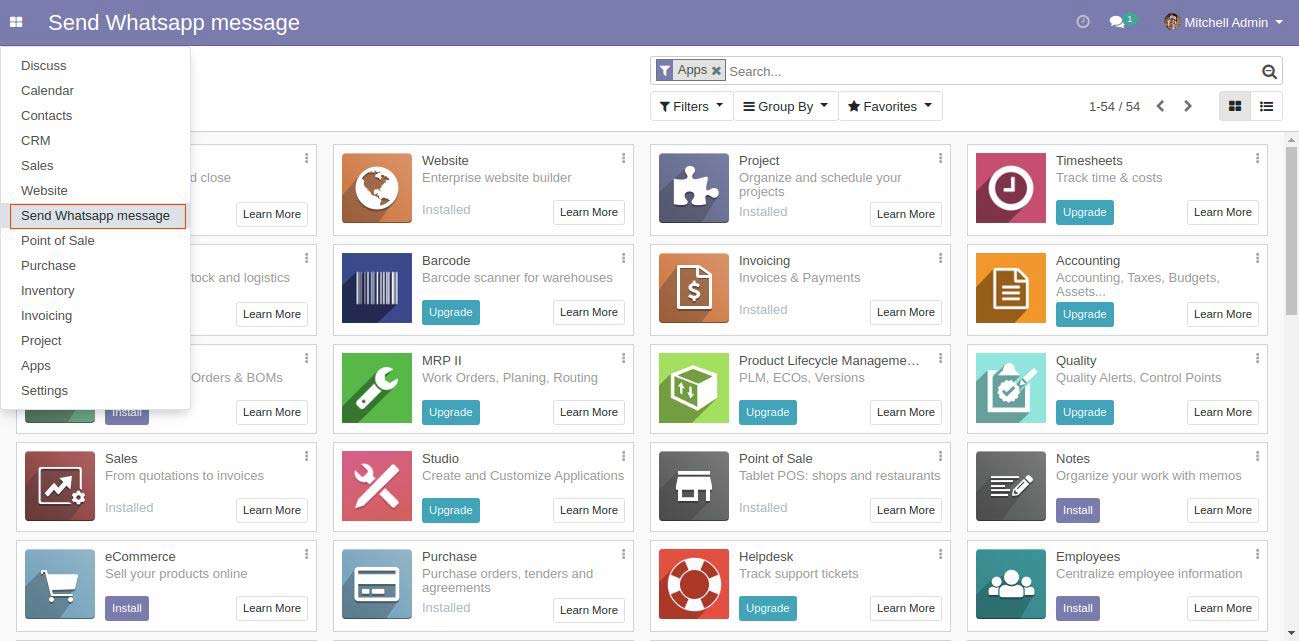 Send Whatsapp message
1
Mitchell Admin
Discuss
Calendar
Contacts
CRM
Sales
Website
Send Whatsapp message
Point of Sale
Purchase
Inventory
Invoicing
Project
Apps
Settings
Apps
Search...
Filters
Group By
Favorites
1-54 / 54
d close
Learn More
Website
Enterprise website builder
Installed
Learn More
Project
Organize and schedule your
projects
Installed
Learn More
Timesheets
Track time & costs
Upgrade
Learn More
tock and logistics
Learn More
Barcode
Barcode scanner for warehouses
Upgrade
Learn More
Invoicing
Invoices & Payments
Installed
Learn More
Accounting
Accounting, Taxes, Budgets,
Assets...
Upgrade
Learn More
Orders & BOMs
Install
Learn More
MRP II
Work Orders, Planing, Routing
Upgrade
Learn More
Product Lifecycle Manageme...
PLM, ECOs, Versions
Upgrade
Learn More
Quality
Quality Alerts, Control Points
Upgrade
Learn More
Sales
From quotations to invoices
Installed
Learn More
Studio
Create and Customize Applications
Upgrade
Learn More
Point of Sale
Tablet POS: shops and restaurants
Installed
Learn More
Notes
Organize your work with memos
Install
Learn More
eCommerce
Sell your products online
Install
Learn More
Purchase
Purchase orders, tenders and
agreements
Installed
Learn More
Helpdesk
Track support tickets
Upgrade
Learn More
Employees
Centralize employee information
Install
Learn More